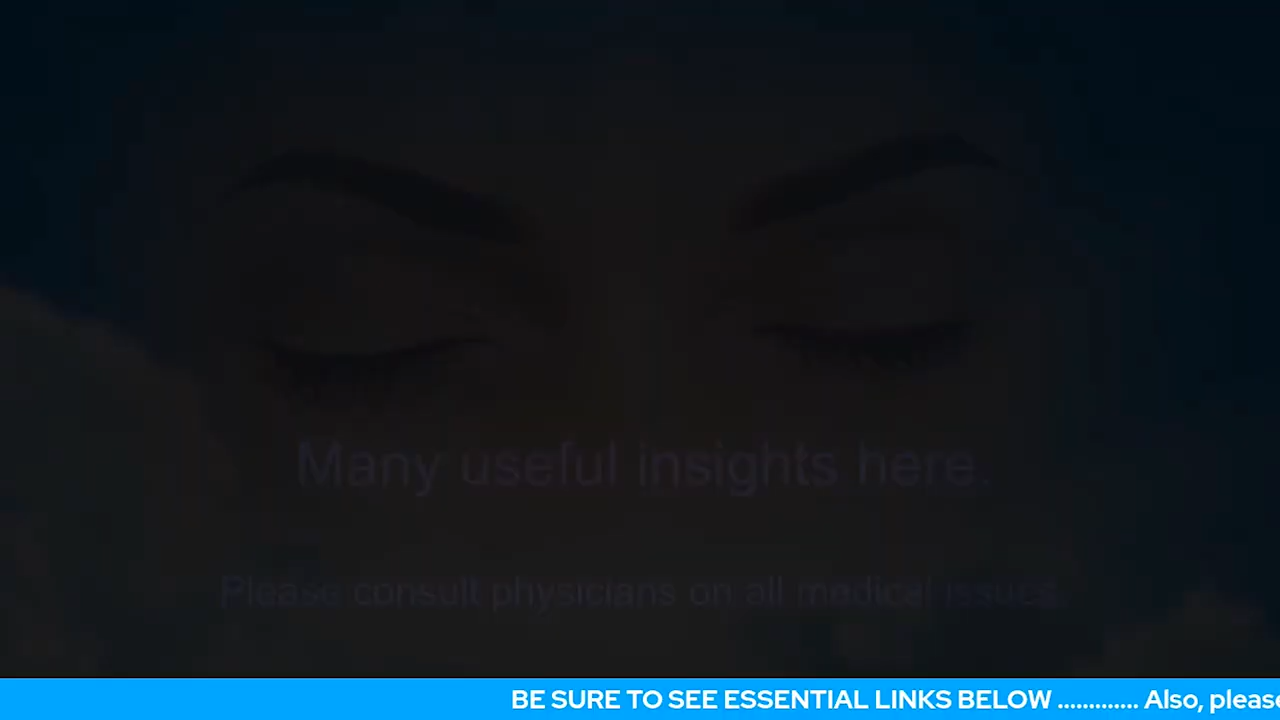 Many useful insights here.
Please consult physicians on all medical issues.
BE SURE TO SEE ESSENTIAL LINKS BELOW ............. Also, please